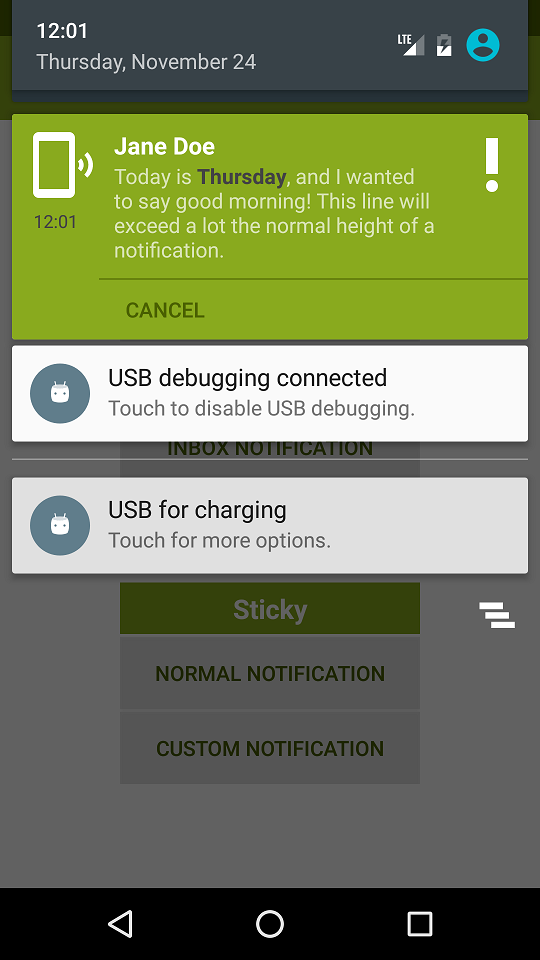 12:01
Thursday, November 24
LTE
Jane Doe
Today is Thursday, and I wanted
to say good morning! This line will
exceed a lot the normal height of a
notification.
12:01
CANCEL
USB debugging connected
Touch to disable USB debugging.
INBOX NOTIFICATION
USB for charging
Touch for more options.
Sticky
NORMAL NOTIFICATION
CUSTOM NOTIFICATION